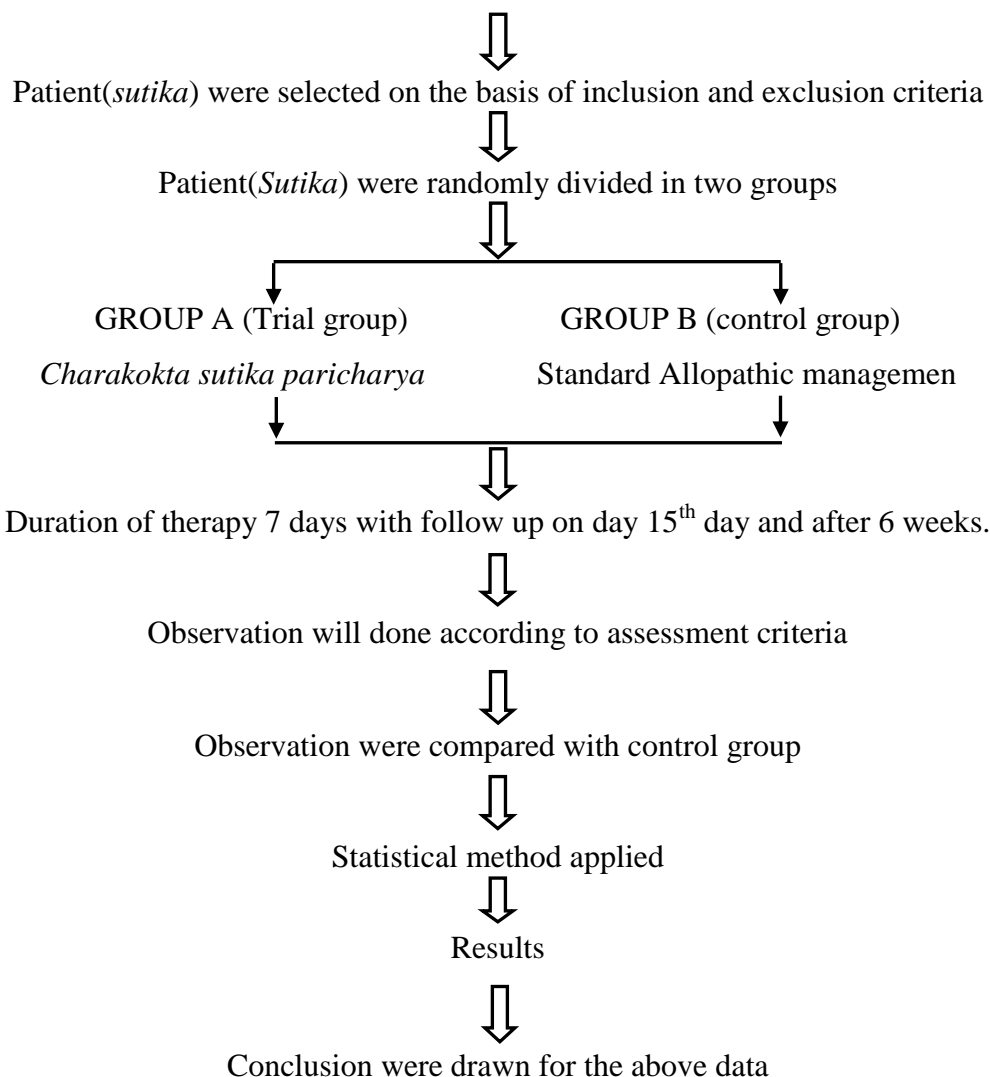 Patient(sutika) were selected on the basis of inclusion and exclusion criteria
Patient(Sutika) were randomly divided in two groups
GROUP A (Trial group) GROUP B (control group)
Charakokta sutika paricharya Standard Allopathic managemen
Duration of therapy 7 days with follow up on day 15th day and after 6 weeks.
Observation will done according to assessment criteria
Observation were compared with control group
Statistical method applied
Results
Conclusion were drawn for the above data